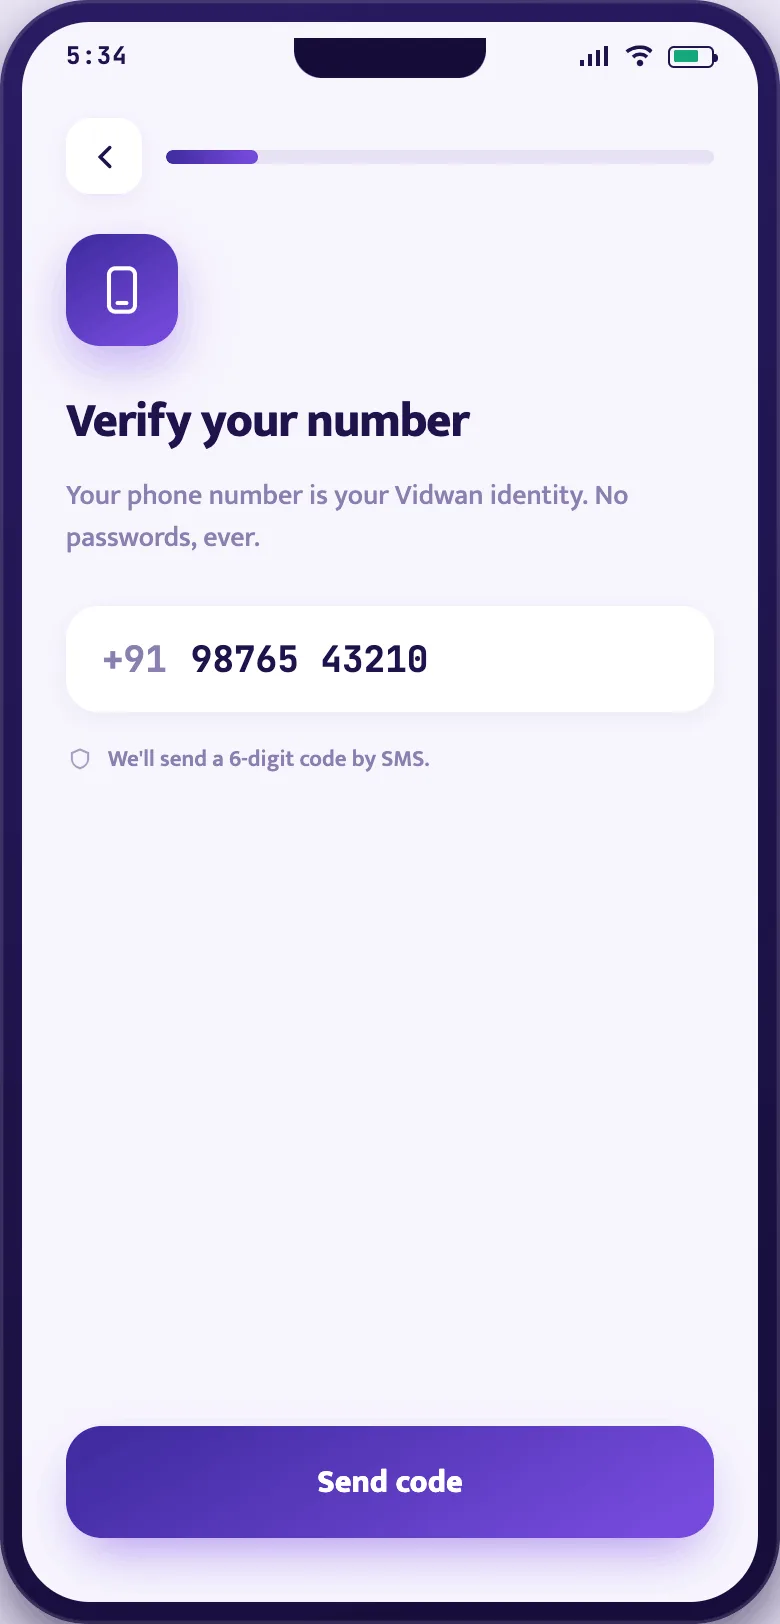 5:34
Verify your number
Your phone number is your Vidwan identity. No
passwords, ever.
+91 98765 43210
We'll send a 6-digit code by SMS.
Send code